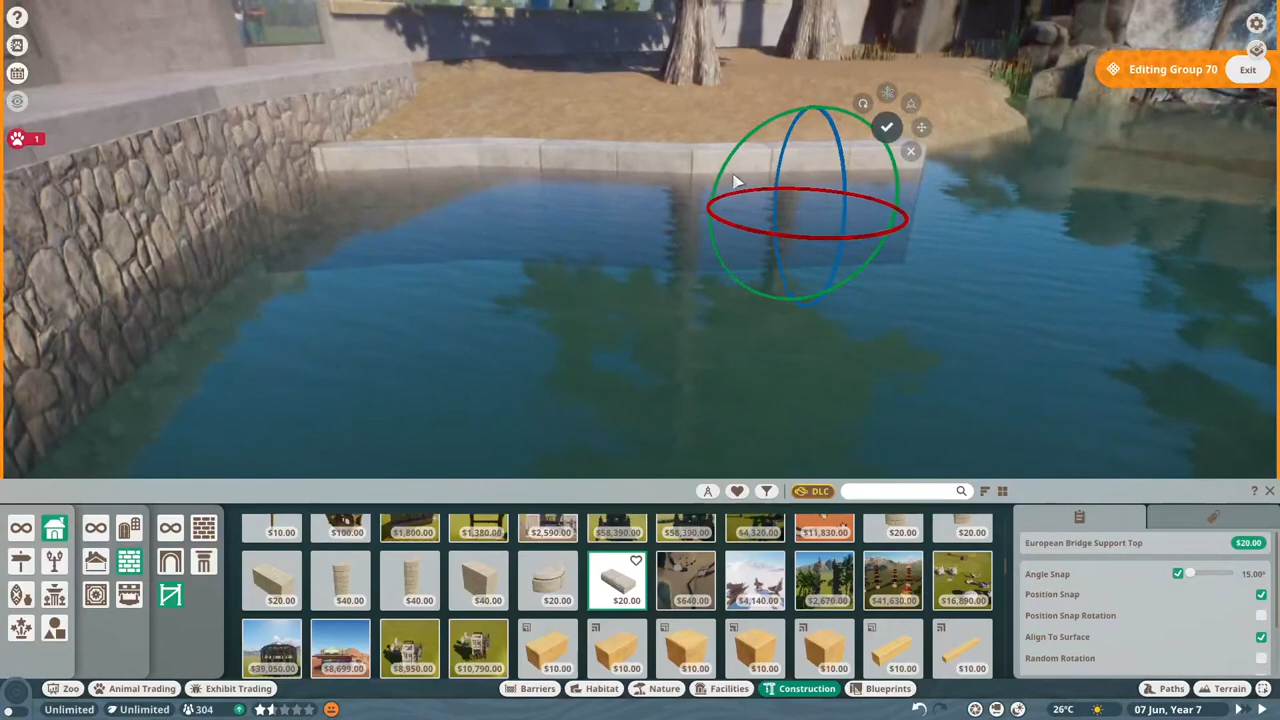 ?
Editing Group 70
Exit
1
DLC
?
$10.00
$100.00
$1,800.00
$1,380.00
$2,590.00
$58,390.00
$58,390.00
$4,320.00
$11,830.00
$20.00
$20.00
European Bridge Support Top
$20.00
Angle Snap
15.00°
$20.00
$40.00
$40.00
$40.00
$20.00
$20.00
$640.00
$4,140.00
$2,670.00
$41,630.00
$16,890.00
Position Snap
Position Snap Rotation
Align To Surface
$39,050.00
$8,699.00
$8,950.00
$10,790.00
$10.00
$10.00
$10.00
$10.00
$10.00
$10.00
$10.00
Random Rotation
Zoo
Animal Trading
Exhibit Trading
Barriers
Habitat
Nature
Facilities
Construction
Blueprints
Paths
Terrain
Unlimited
Unlimited
304
26°C
07 Jun, Year 7